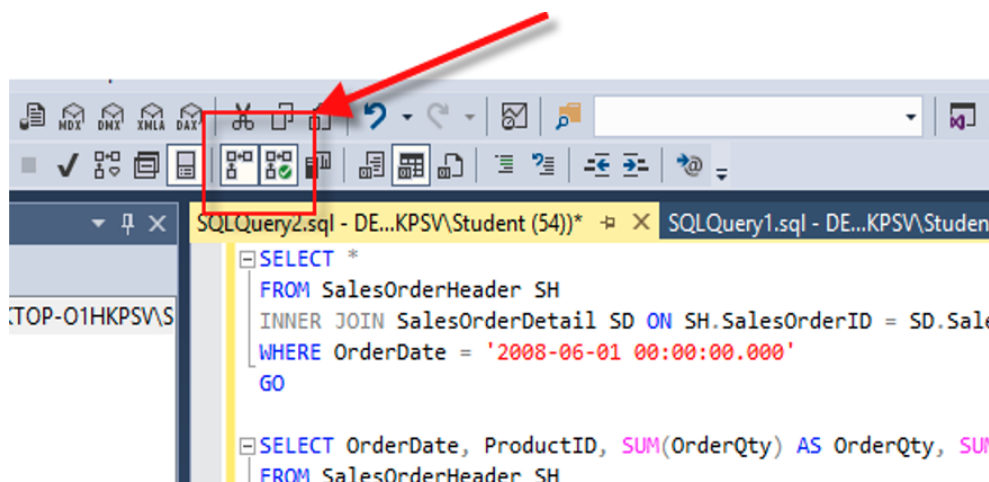 MDX DMX XMLA DAX
SQLQuery2.sql - DE...KPSV\Student (54))* SQLQuery1.sql - DE...KPSV\Studen
SELECT *
FROM SalesOrderHeader SH
KTOP-O1HKPSV\S
INNER JOIN SalesOrderDetail SD ON SH.SalesOrderID = SD.Sale
WHERE OrderDate = '2008-06-01 00:00:00.000'
GO
SELECT OrderDate, ProductID, SUM(OrderQty) AS OrderQty, SUM
FROM SalesOrderHeader SH